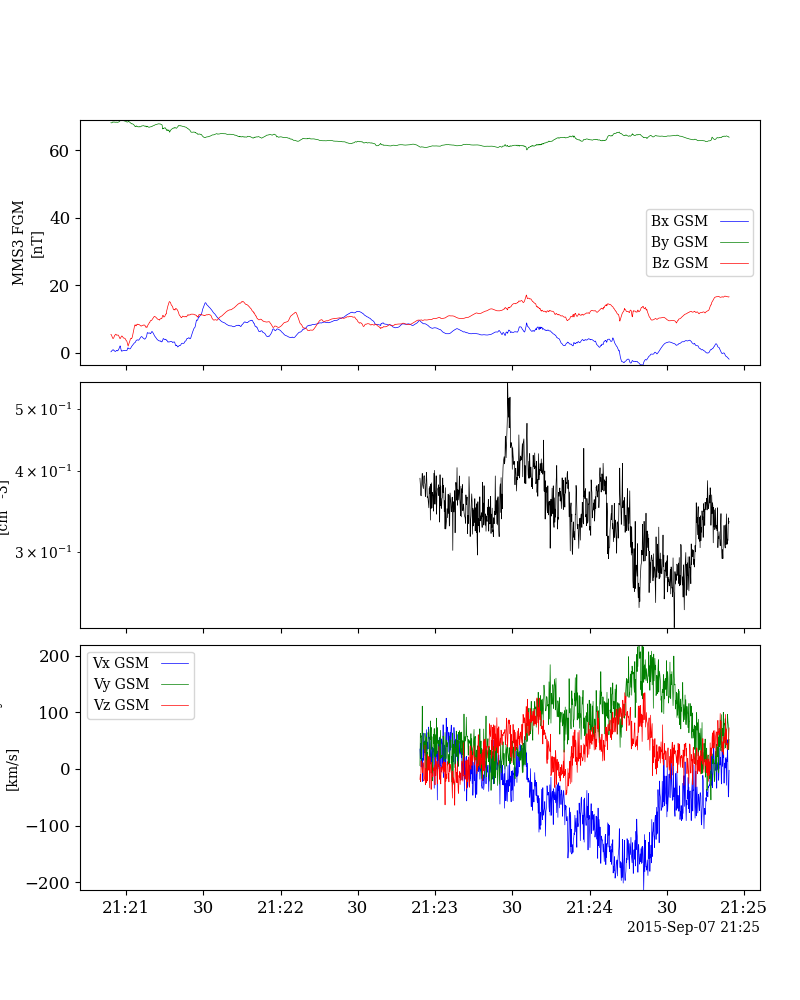 MMS3 FGM
[nT]
60
40
20
0
Bx GSM
By GSM
Bz GSM
5 × 10⁻¹
4 × 10⁻¹
3 × 10⁻¹
200
100
0
−100
−200
[km/s]
Vx GSM
Vy GSM
Vz GSM
21:21 30 21:22 30 21:23 30 21:24 30 21:25
2015-Sep-07 21:25